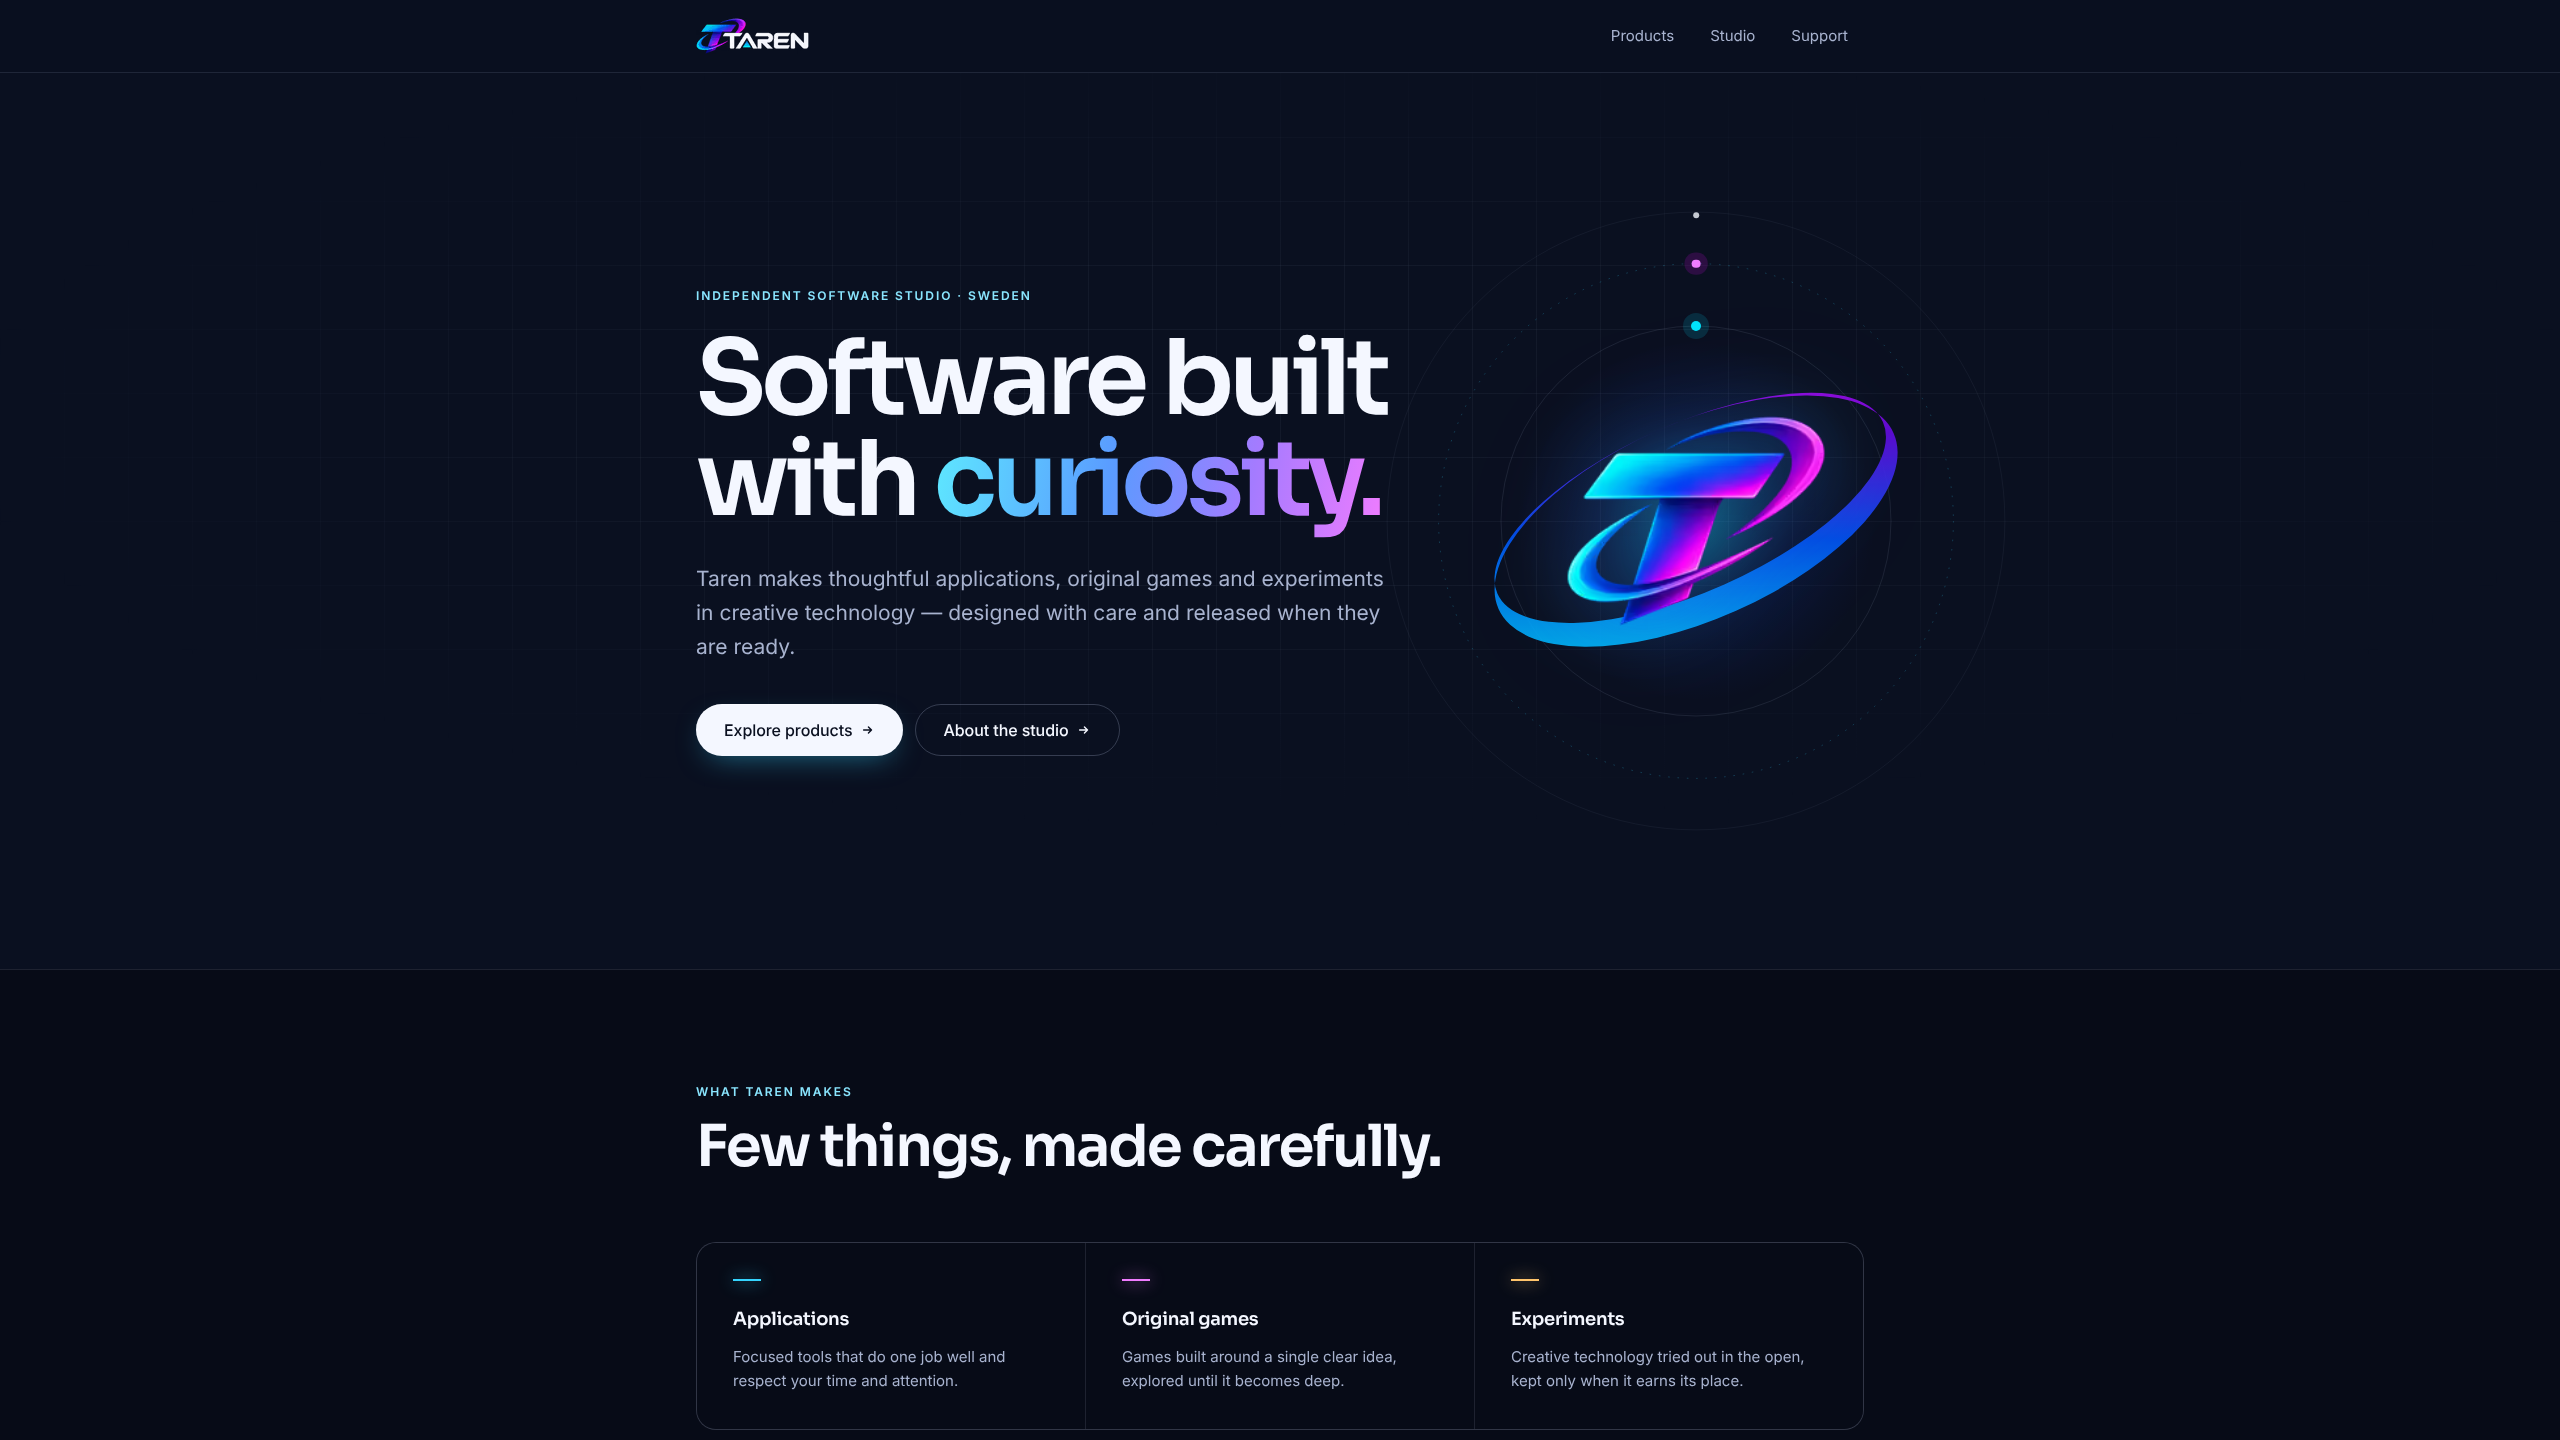 TAREN
Products
Studio
Support
INDEPENDENT SOFTWARE STUDIO · SWEDEN
Software built
with curiosity.
Taren makes thoughtful applications, original games and experiments
in creative technology — designed with care and released when they
are ready.
Explore products →
About the studio →
T
WHAT TAREN MAKES
Few things, made carefully.
Applications
Focused tools that do one job well and
respect your time and attention.
Original games
Games built around a single clear idea,
explored until it becomes deep.
Experiments
Creative technology tried out in the open,
kept only when it earns its place.